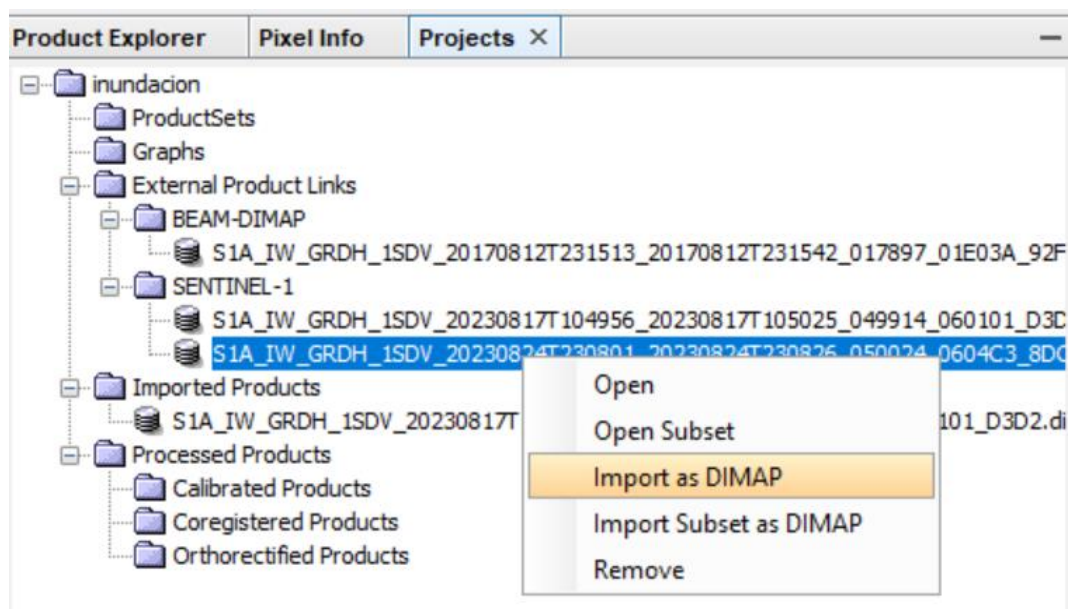 Product Explorer Pixel Info Projects
inundacion
ProductSets
Graphs
External Product Links
BEAM-DIMAP
S1A_IW_GRDH_1SDV_20170812T231513_20170812T231542_017897_01E03A_92F
SENTINEL-1
S1A_IW_GRDH_1SDV_20230817T104956_20230817T105025_049914_060101_D3D
S1A_IW_GRDH_1SDV_20230824T230801_20230824T230826_050024_0604C3_8DC
Open
Imported Products
S1A_IW_GRDH_1SDV_20230817T 101_D3D2.di
Open Subset
Processed Products
Import as DIMAP
Calibrated Products
Coregistered Products
Import Subset as DIMAP
Orthorectified Products
Remove